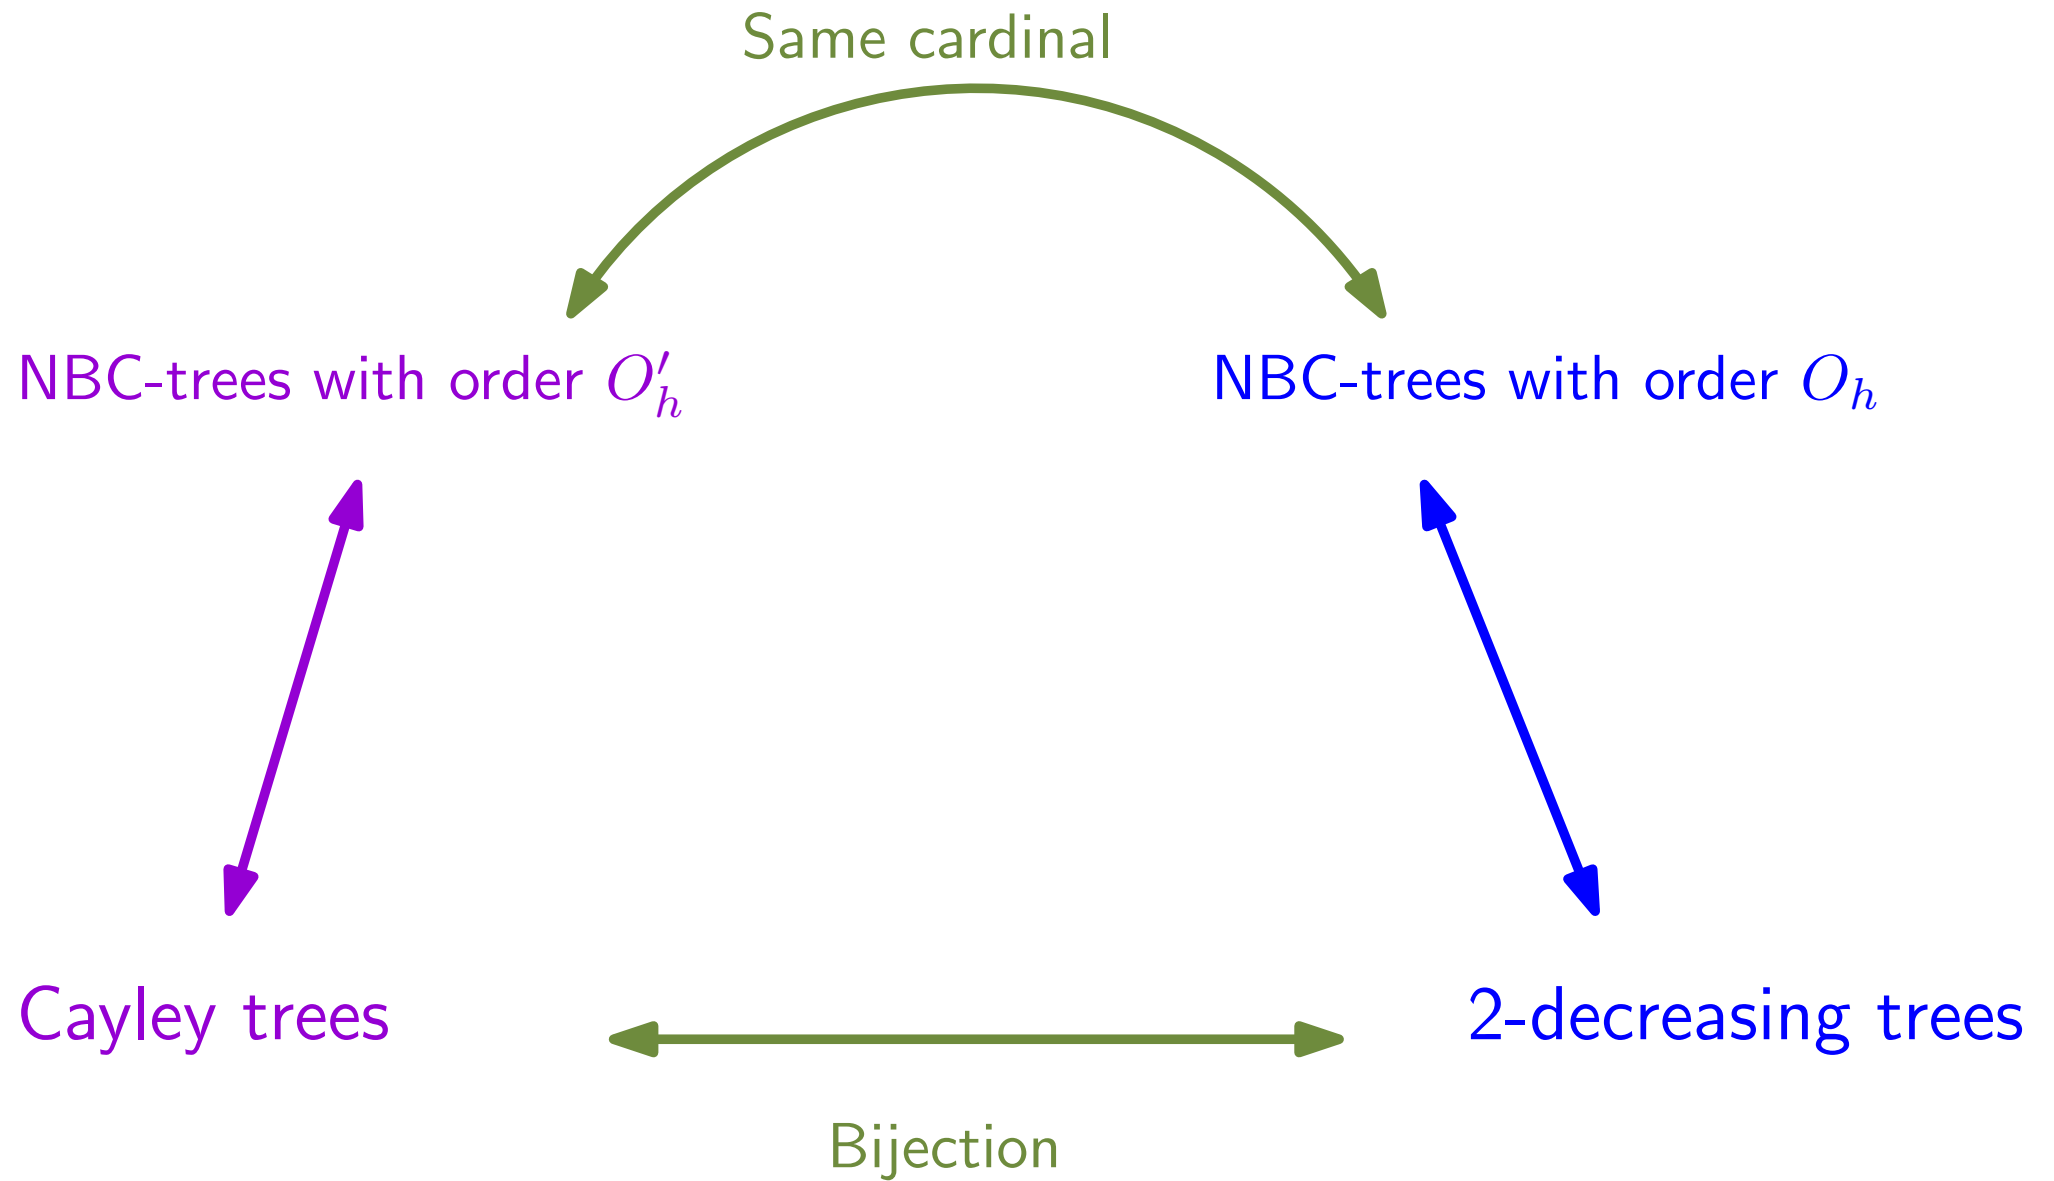 Same cardinal
NBC-trees with order $O'_h$
NBC-trees with order $O_h$
Cayley trees
2-decreasing trees
Bijection